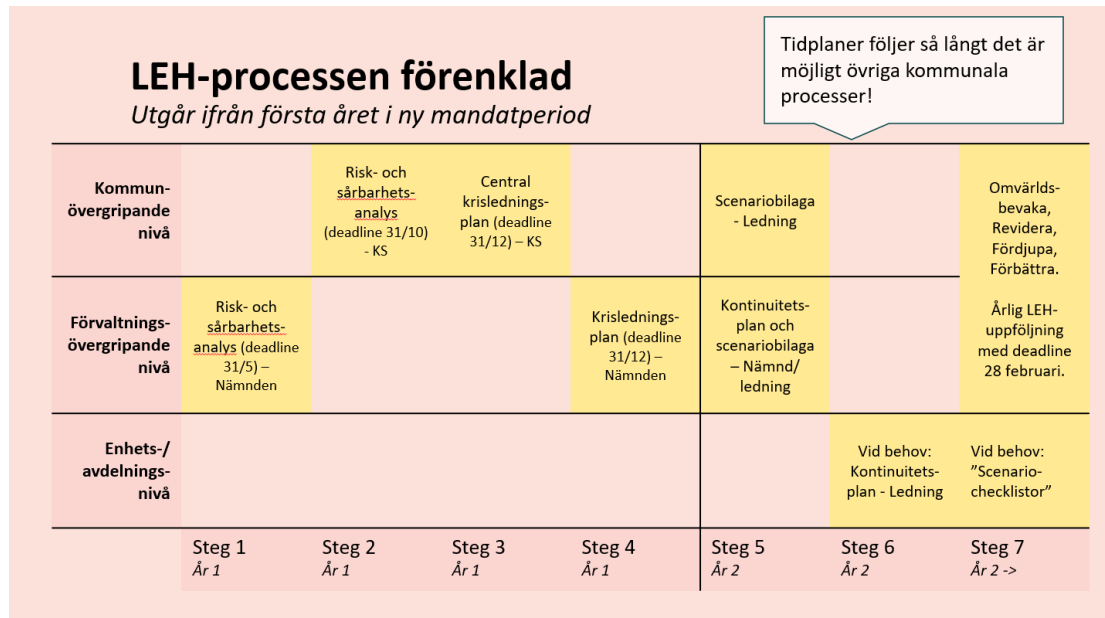 LEH-processen förenklad
Utgår ifrån första året i ny mandatperiod
Tidplaner följer så långt det är
möjligt övriga kommunala
processer!
Kommun-
övergripande
nivå
Risk- och
sårbarhets-
analys
(deadline 31/10)
- KS
Central
krislednings-
plan (deadline
31/12) – KS
Scenariobilaga
- Ledning
Omvärlds-
bevaka,
Revidera,
Fördjupa,
Förbättra.
Årlig LEH-
uppföljning
med deadline
28 februari.
Förvaltnings-
övergripande
nivå
Risk- och
sårbarhets-
analys (deadline
31/5) –
Nämnden
Krislednings-
plan (deadline
31/12) –
Nämnden
Kontinuitets-
plan och
scenariobilaga
– Nämnd/
ledning
Enhets-/
avdelnings-
nivå
Vid behov:
Kontinuitets-
plan - Ledning
Vid behov:
”Scenario-
checklistor”
Steg 1
År 1
Steg 2
År 1
Steg 3
År 1
Steg 4
År 1
Steg 5
År 2
Steg 6
År 2
Steg 7
År 2 ->